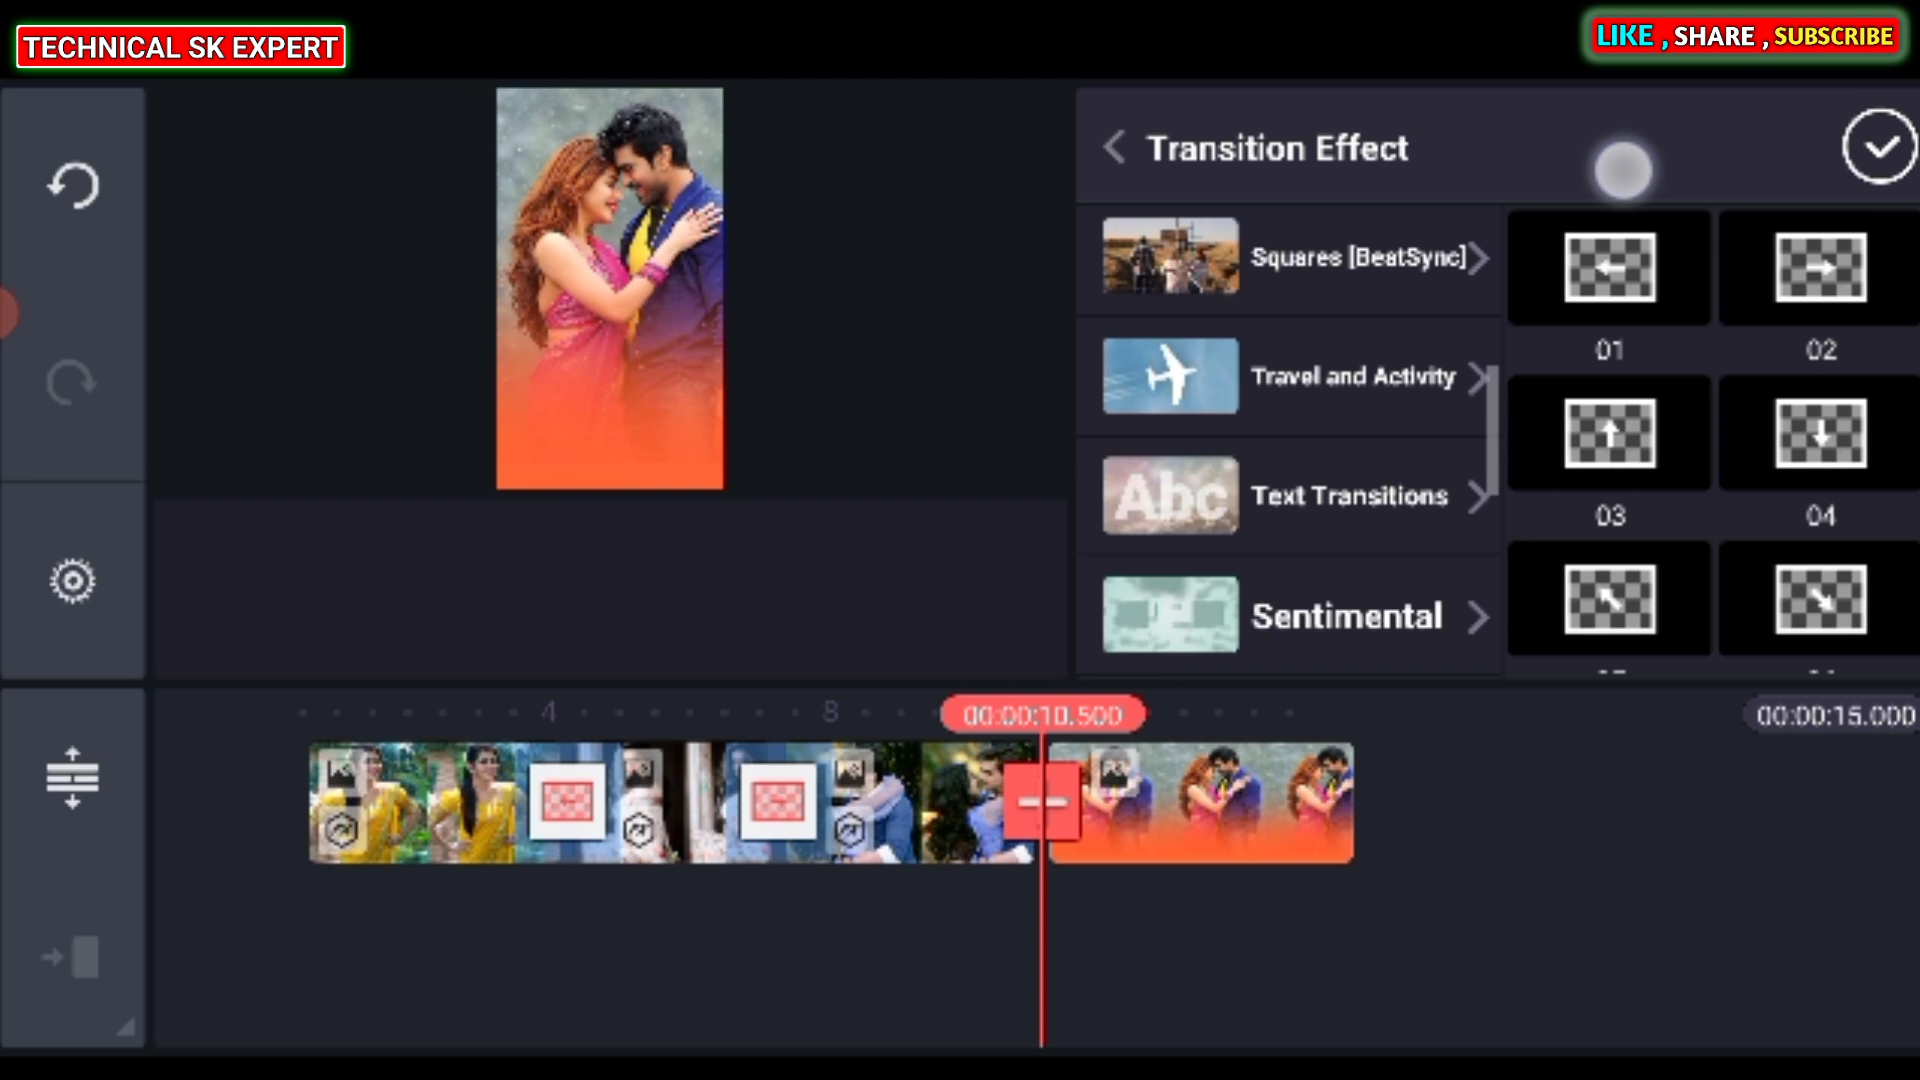 TECHNICAL SK EXPERT
LIKE , SHARE , SUBSCRIBE
Transition Effect
Squares [BeatSync]
Travel and Activity
Abc
Text Transitions
Sentimental
01
02
03
04
4
8
00:00:10.500
00:00:15.000